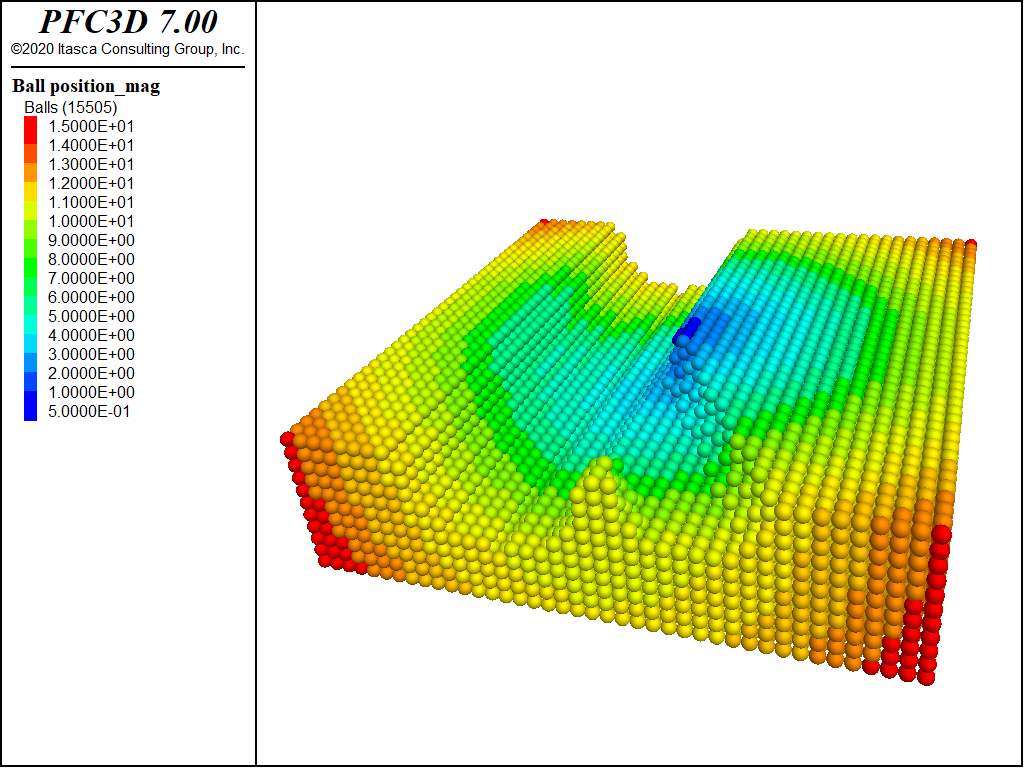 PFC3D 7.00
©2020 Itasca Consulting Group, Inc.
Ball position_mag
Balls (15505)
1.5000E+01
1.4000E+01
1.3000E+01
1.2000E+01
1.1000E+01
1.0000E+01
9.0000E+00
8.0000E+00
7.0000E+00
6.0000E+00
5.0000E+00
4.0000E+00
3.0000E+00
2.0000E+00
1.0000E+00
5.0000E-01